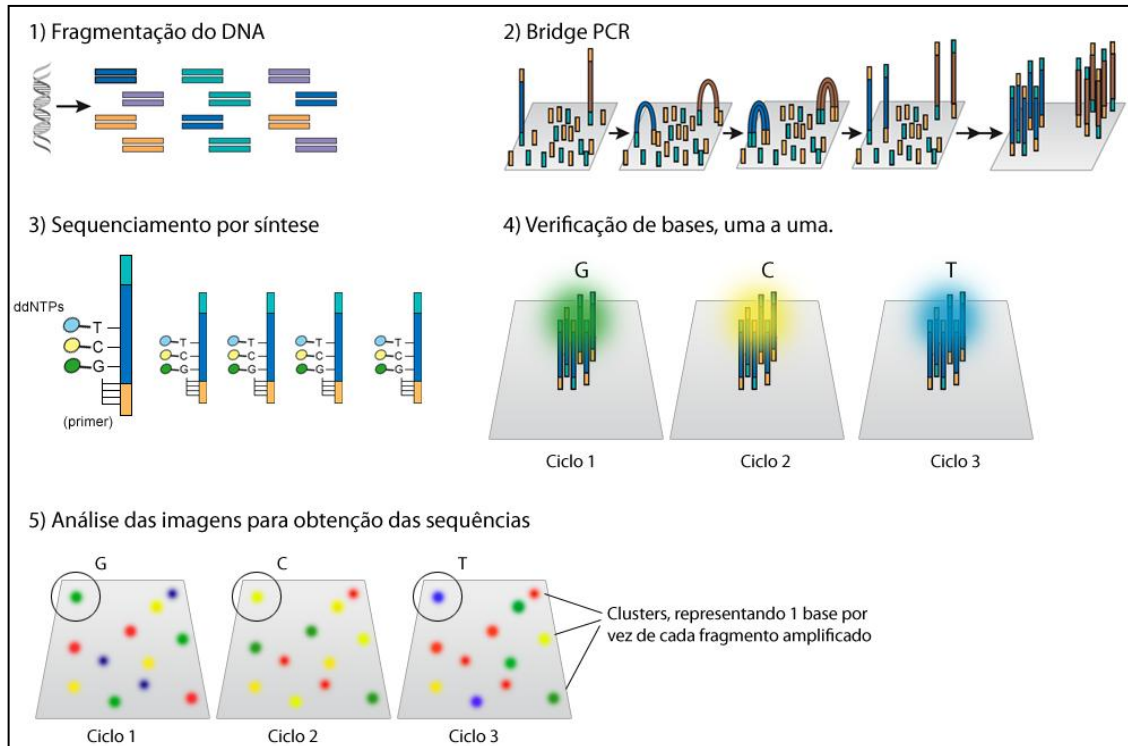 1) Fragmentação do DNA
2) Bridge PCR
3) Sequenciamento por síntese
ddNTPs
T
C
G
(primer)
T
C
G
T
C
G
T
C
G
T
C
G
4) Verificação de bases, uma a uma.
G
C
T
Ciclo 1
Ciclo 2
Ciclo 3
5) Análise das imagens para obtenção das sequências
G
C
T
Clusters, representando 1 base por
vez de cada fragmento amplificado
Ciclo 1
Ciclo 2
Ciclo 3